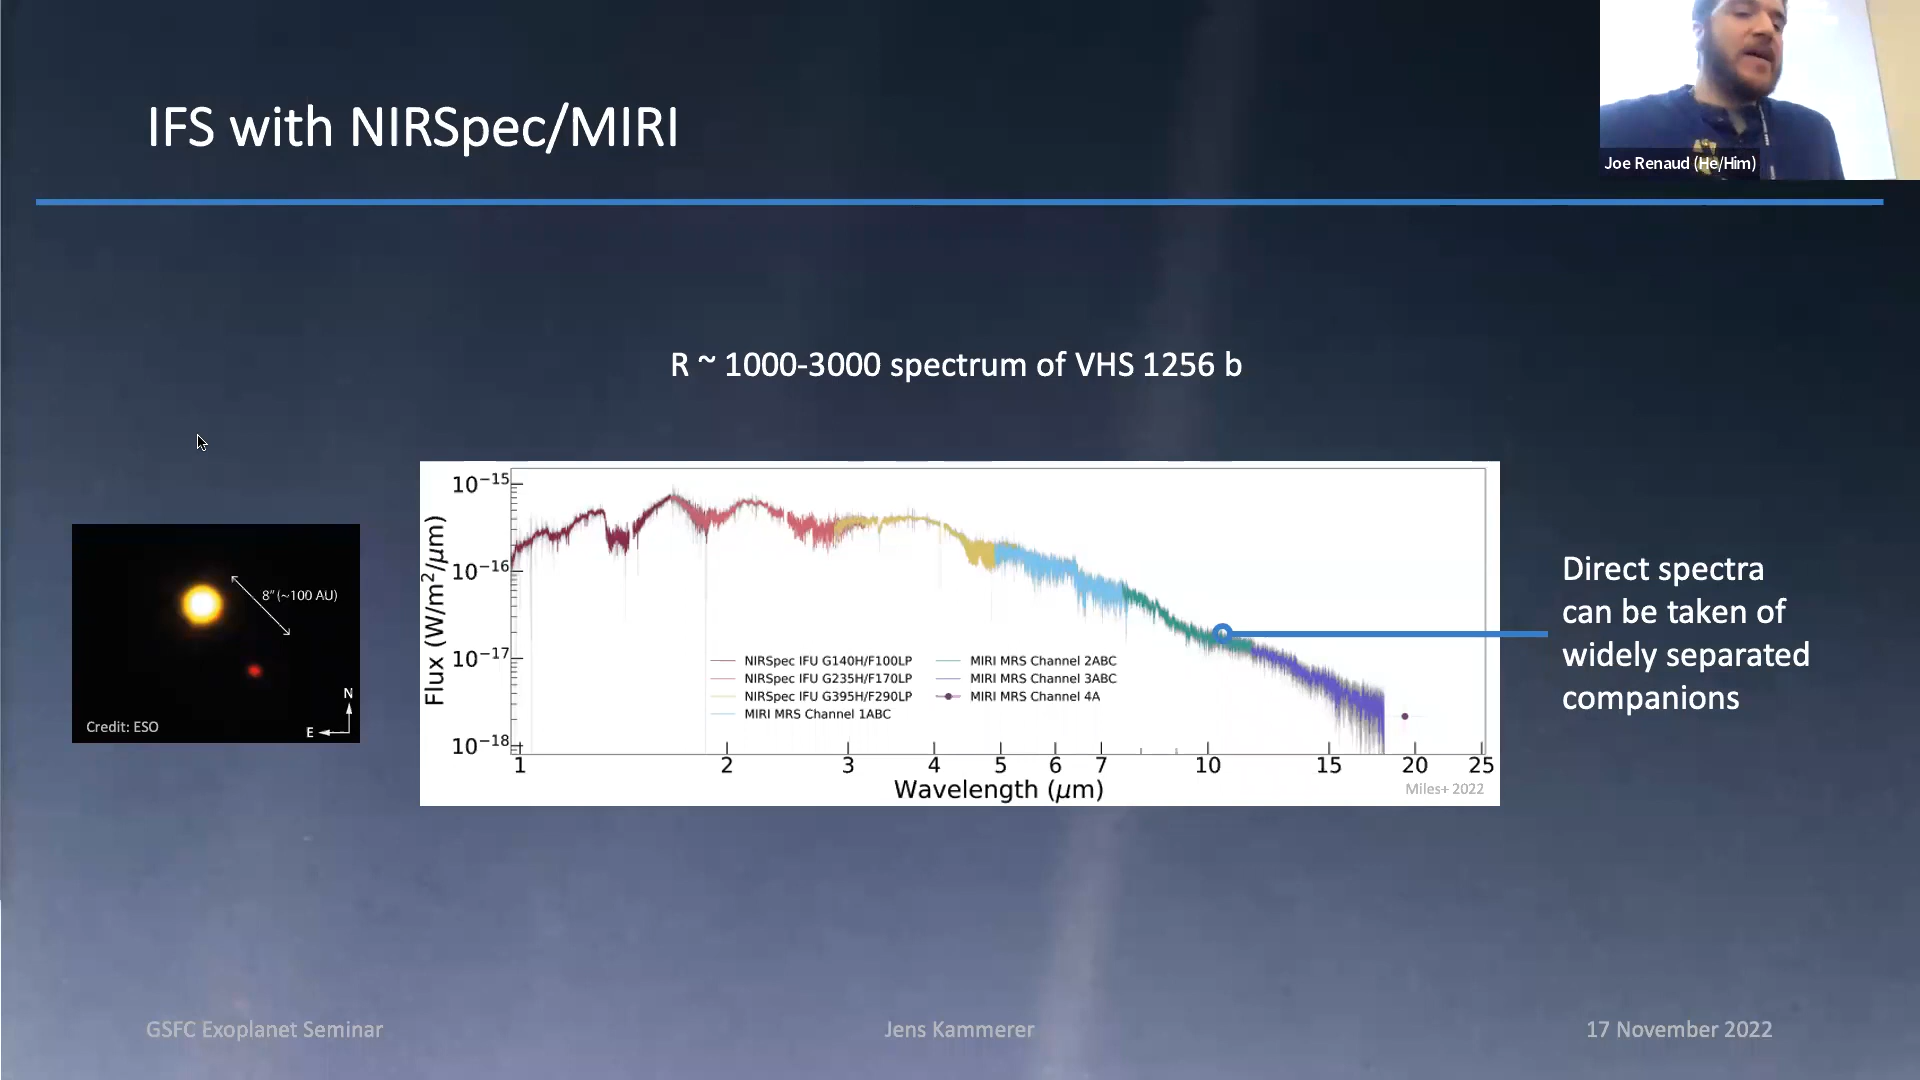 IFS with NIRSpec/MIRI
Joe Renaud (He/Him)
R ~ 1000-3000 spectrum of VHS 1256 b
8” (~100 AU)
N
E
Credit: ESO
Flux (W/m²/μm)
10⁻¹⁵
10⁻¹⁶
10⁻¹⁷
10⁻¹⁸
NIRSpec IFU G140H/F100LP
NIRSpec IFU G235H/F170LP
NIRSpec IFU G395H/F290LP
MIRI MRS Channel 1ABC
MIRI MRS Channel 2ABC
MIRI MRS Channel 3ABC
MIRI MRS Channel 4A
1 2 3 4 5 6 7 10 15 20 25
Wavelength (μm)
Miles+ 2022
Direct spectra
can be taken of
widely separated
companions
GSFC Exoplanet Seminar
Jens Kammerer
17 November 2022